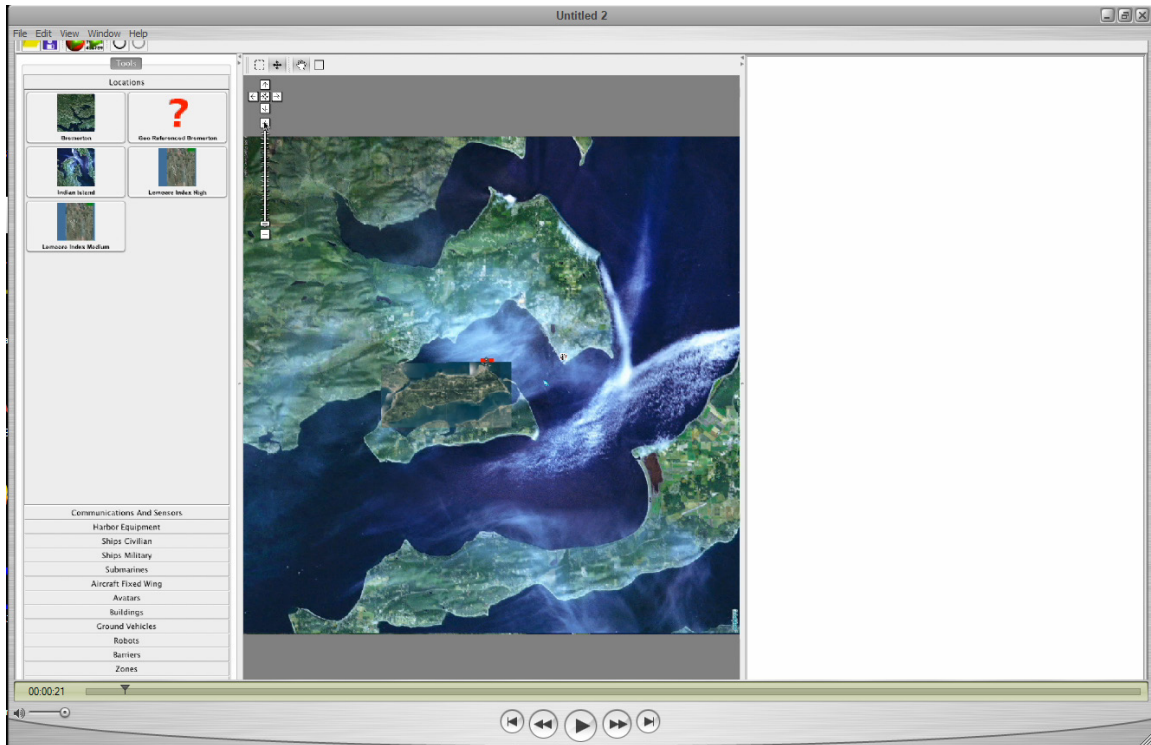 Untitled 2
File Edit View Window Help
Tools
Locations
Bremerton
Geo Referenced Bremerton
Indian Island
Lemoore Index High
Lemoore Index Medium
Communications And Sensors
Harbor Equipment
Ships Civilian
Ships Military
Submarines
Aircraft Fixed Wing
Avatars
Buildings
Ground Vehicles
Robots
Barriers
Zones
00:00:21